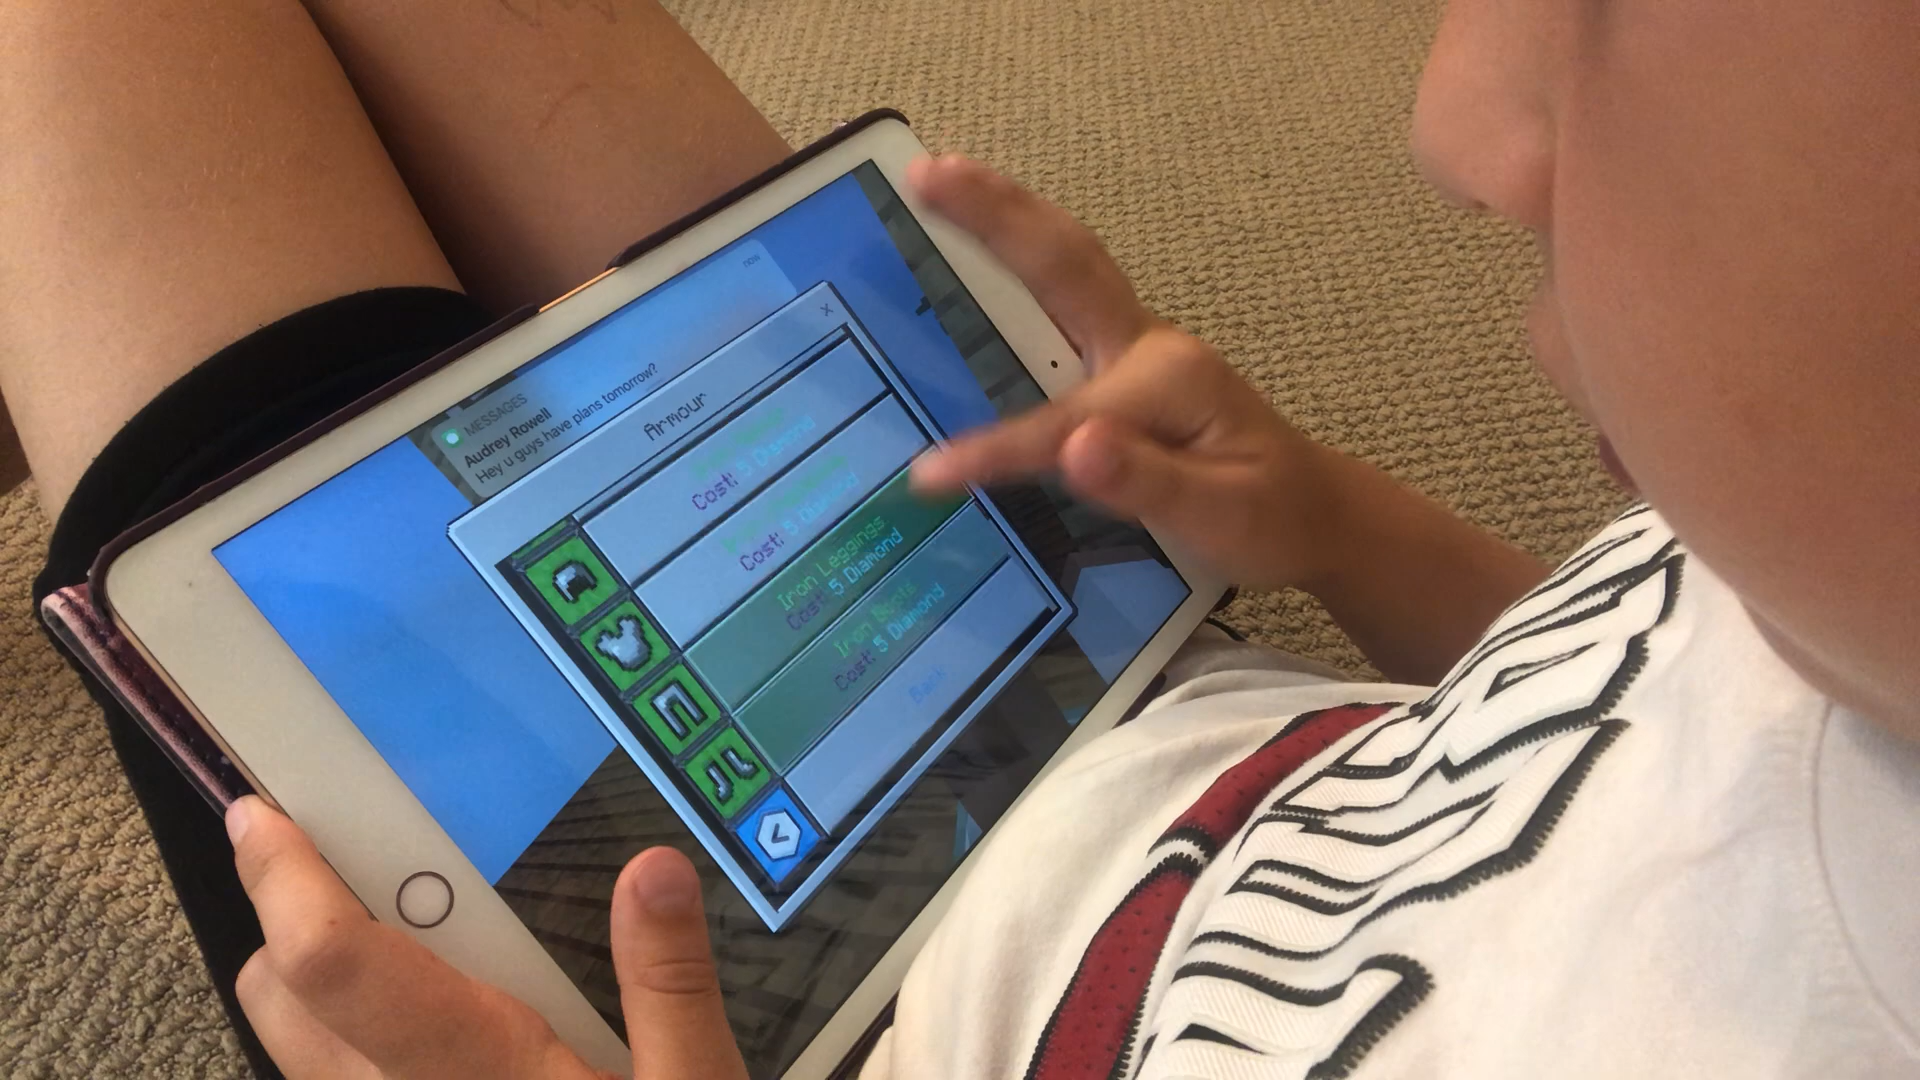 now
MESSAGES
Audrey Rowell
Hey u guys have plans tomorrow?
Armour
Cost: 5 Diamond
Cost: 5 Diamond
Iron Leggings
Cost: 5 Diamond
Iron Boots
Cost: 5 Diamond
Back